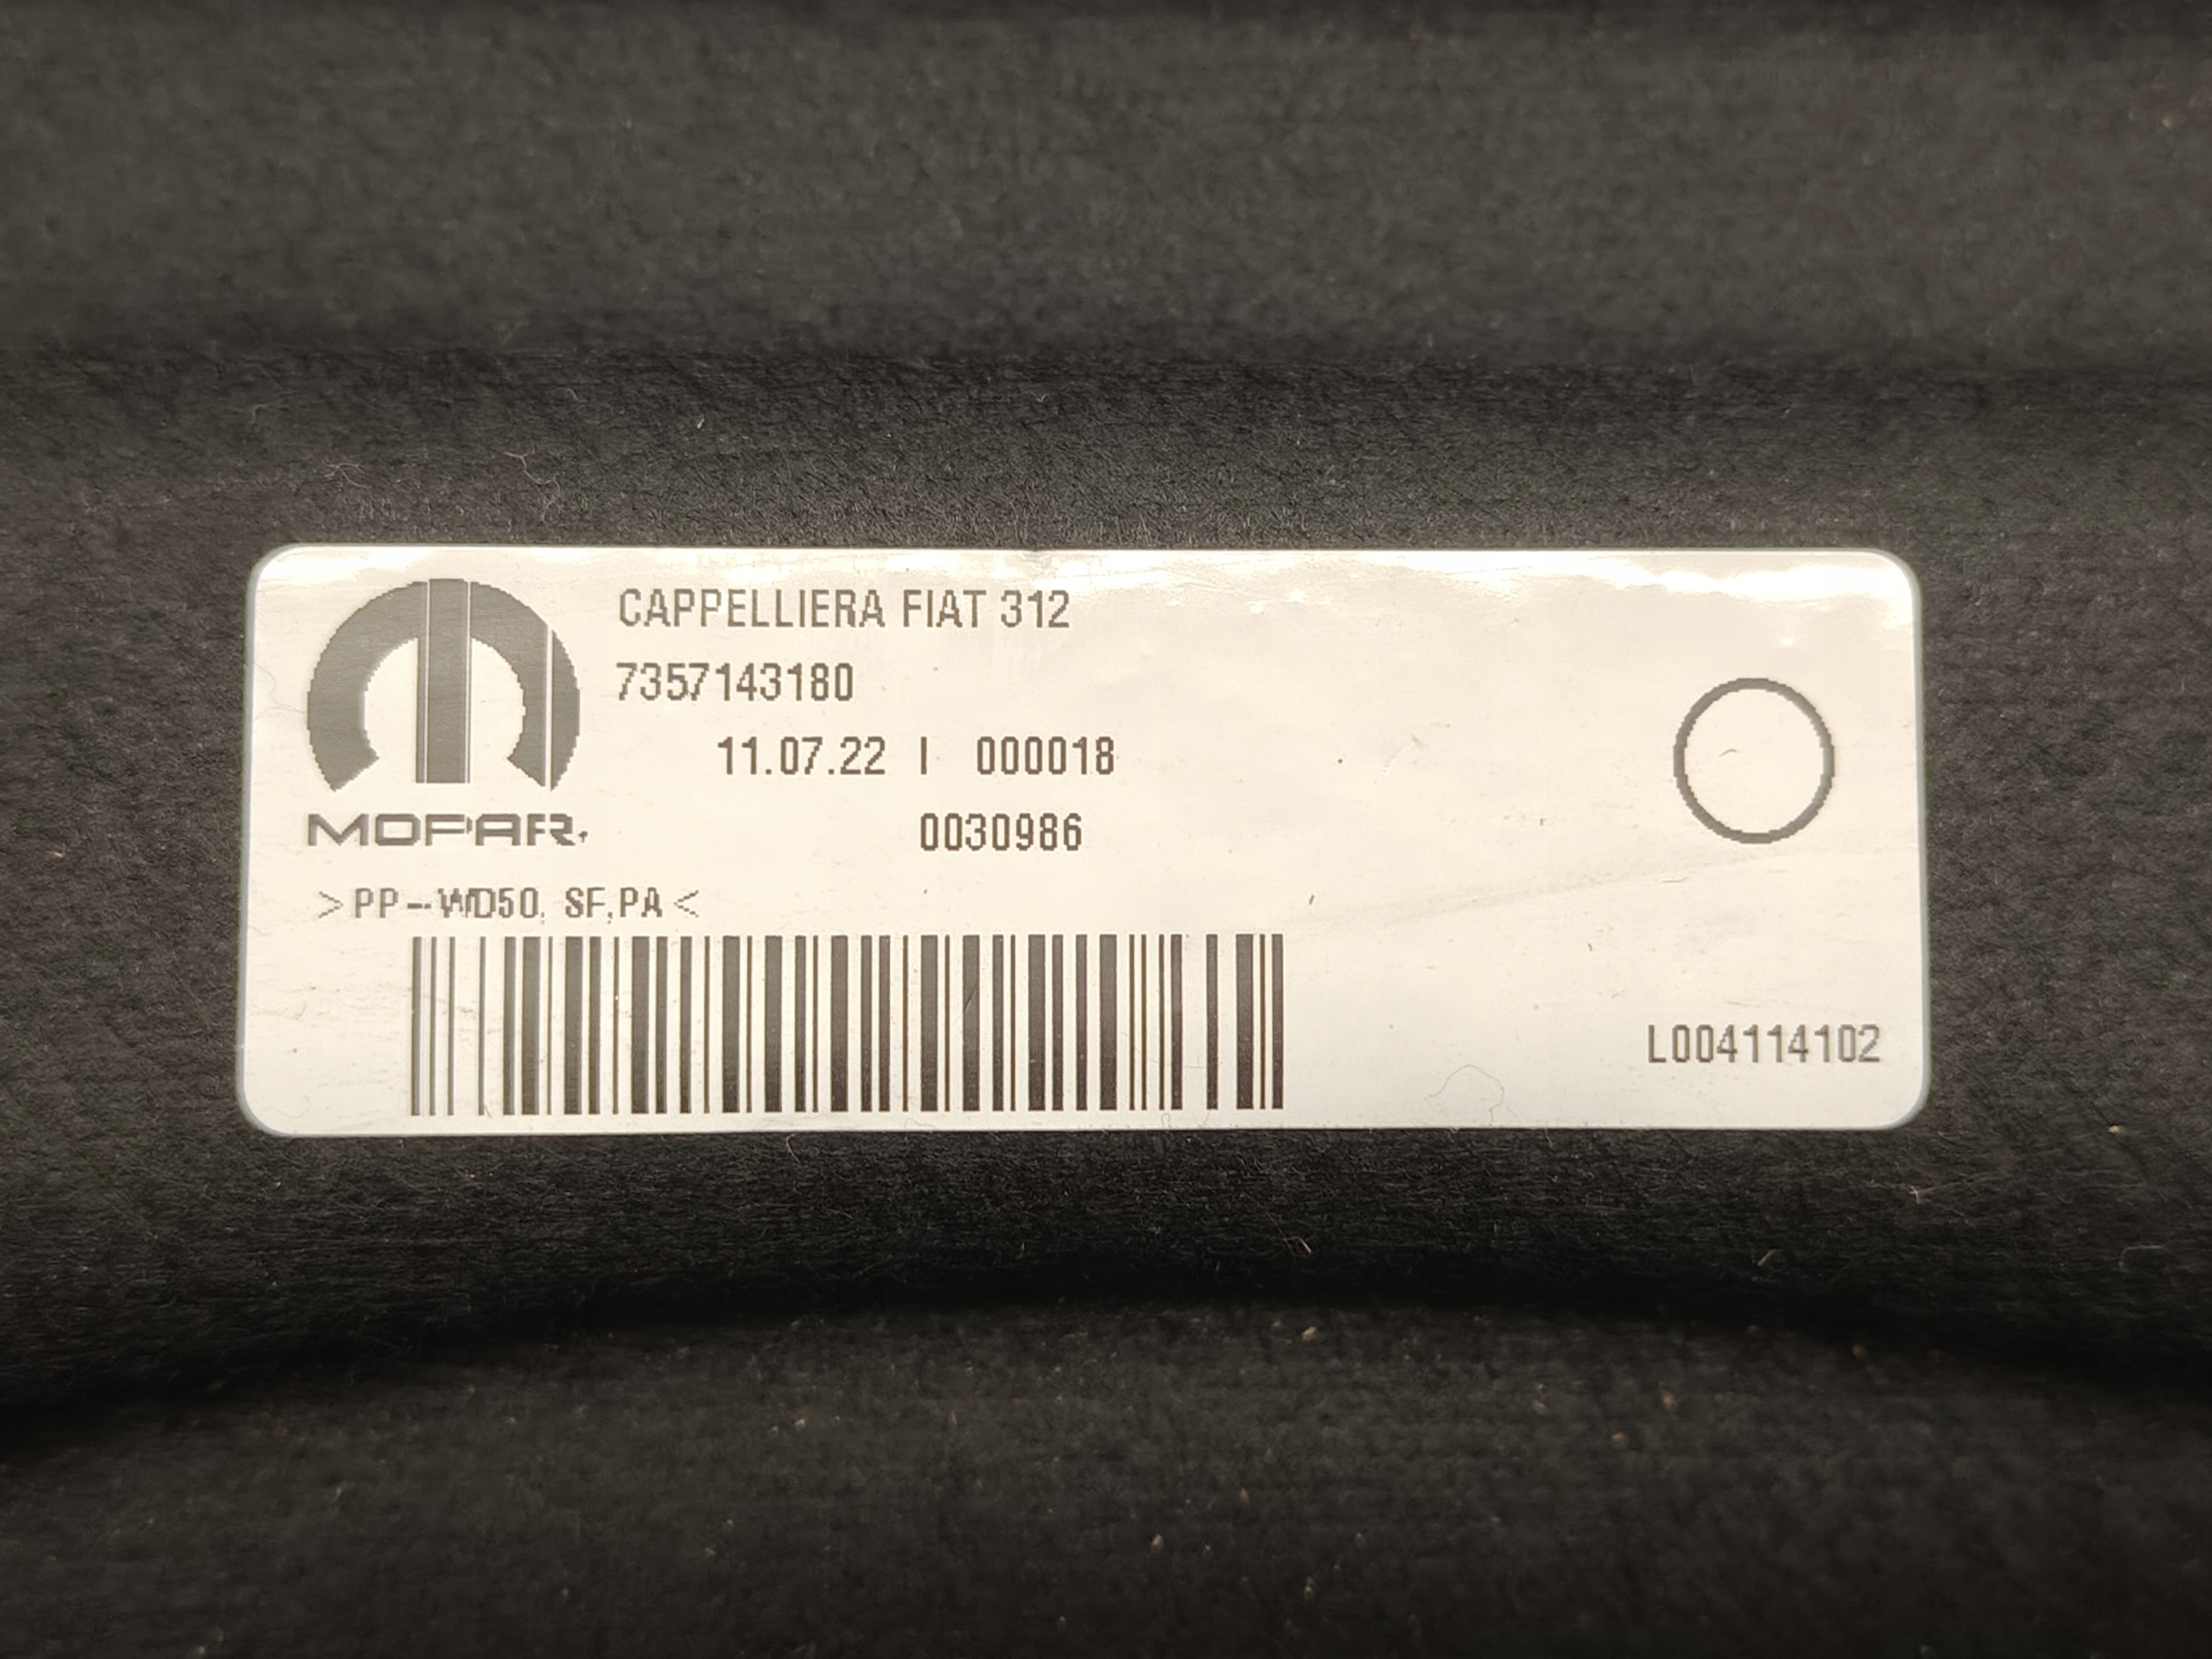 CAPPELLIERA FIAT 312
7357143180
11.07.22 I 000018
MOPAR.
0030986
>PP--WD50, SF,PA<
L004114102